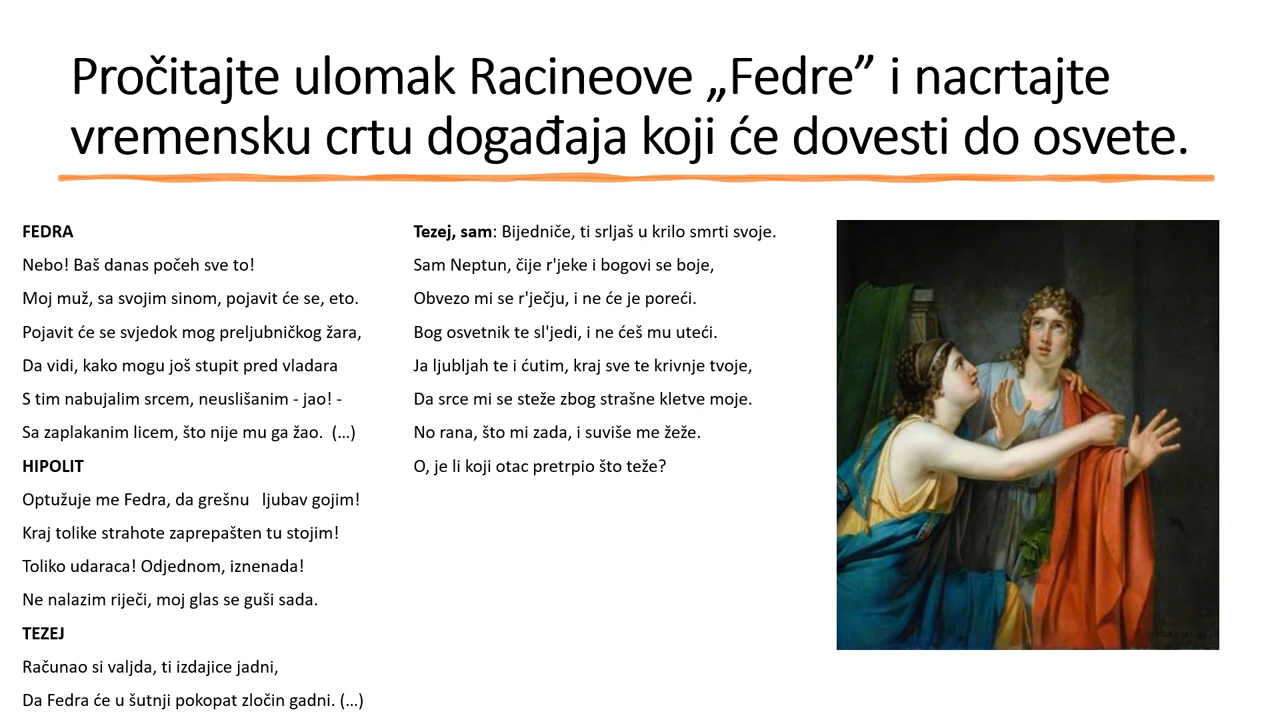 Pročitajte ulomak Racineove „Fedre” i nacrtajte
vremensku crtu događaja koji će dovesti do osvete.
FEDRA
Nebo! Baš danas počeh sve to!
Moj muž, sa svojim sinom, pojavit će se, eto.
Pojavit će se svjedok mog preljubničkog žara,
Da vidi, kako mogu još stupit pred vladara
S tim nabujalim srcem, neuslišanim - jao! -
Sa zaplakanim licem, što nije mu ga žao. (…)
HIPOLIT
Optužuje me Fedra, da grešnu ljubav gojim!
Kraj tolike strahote zaprepašten tu stojim!
Toliko udaraca! Odjednom, iznenada!
Ne nalazim riječi, moj glas se guši sada.
TEZEJ
Računao si valjda, ti izdajice jadni,
Da Fedra će u šutnji pokopat zločin gadni. (…)
Tezej, sam: Bijedniče, ti srljaš u krilo smrti svoje.
Sam Neptun, čije r'jeke i bogovi se boje,
Obvezo mi se r'ječju, i ne će je poreći.
Bog osvetnik te sl'jedi, i ne ćeš mu uteći.
Ja ljubljah te i ćutim, kraj sve te krivnje tvoje,
Da srce mi se steže zbog strašne kletve moje.
No rana, što mi zada, i suviše me žeže.
O, je li koji otac pretrpio što teže?